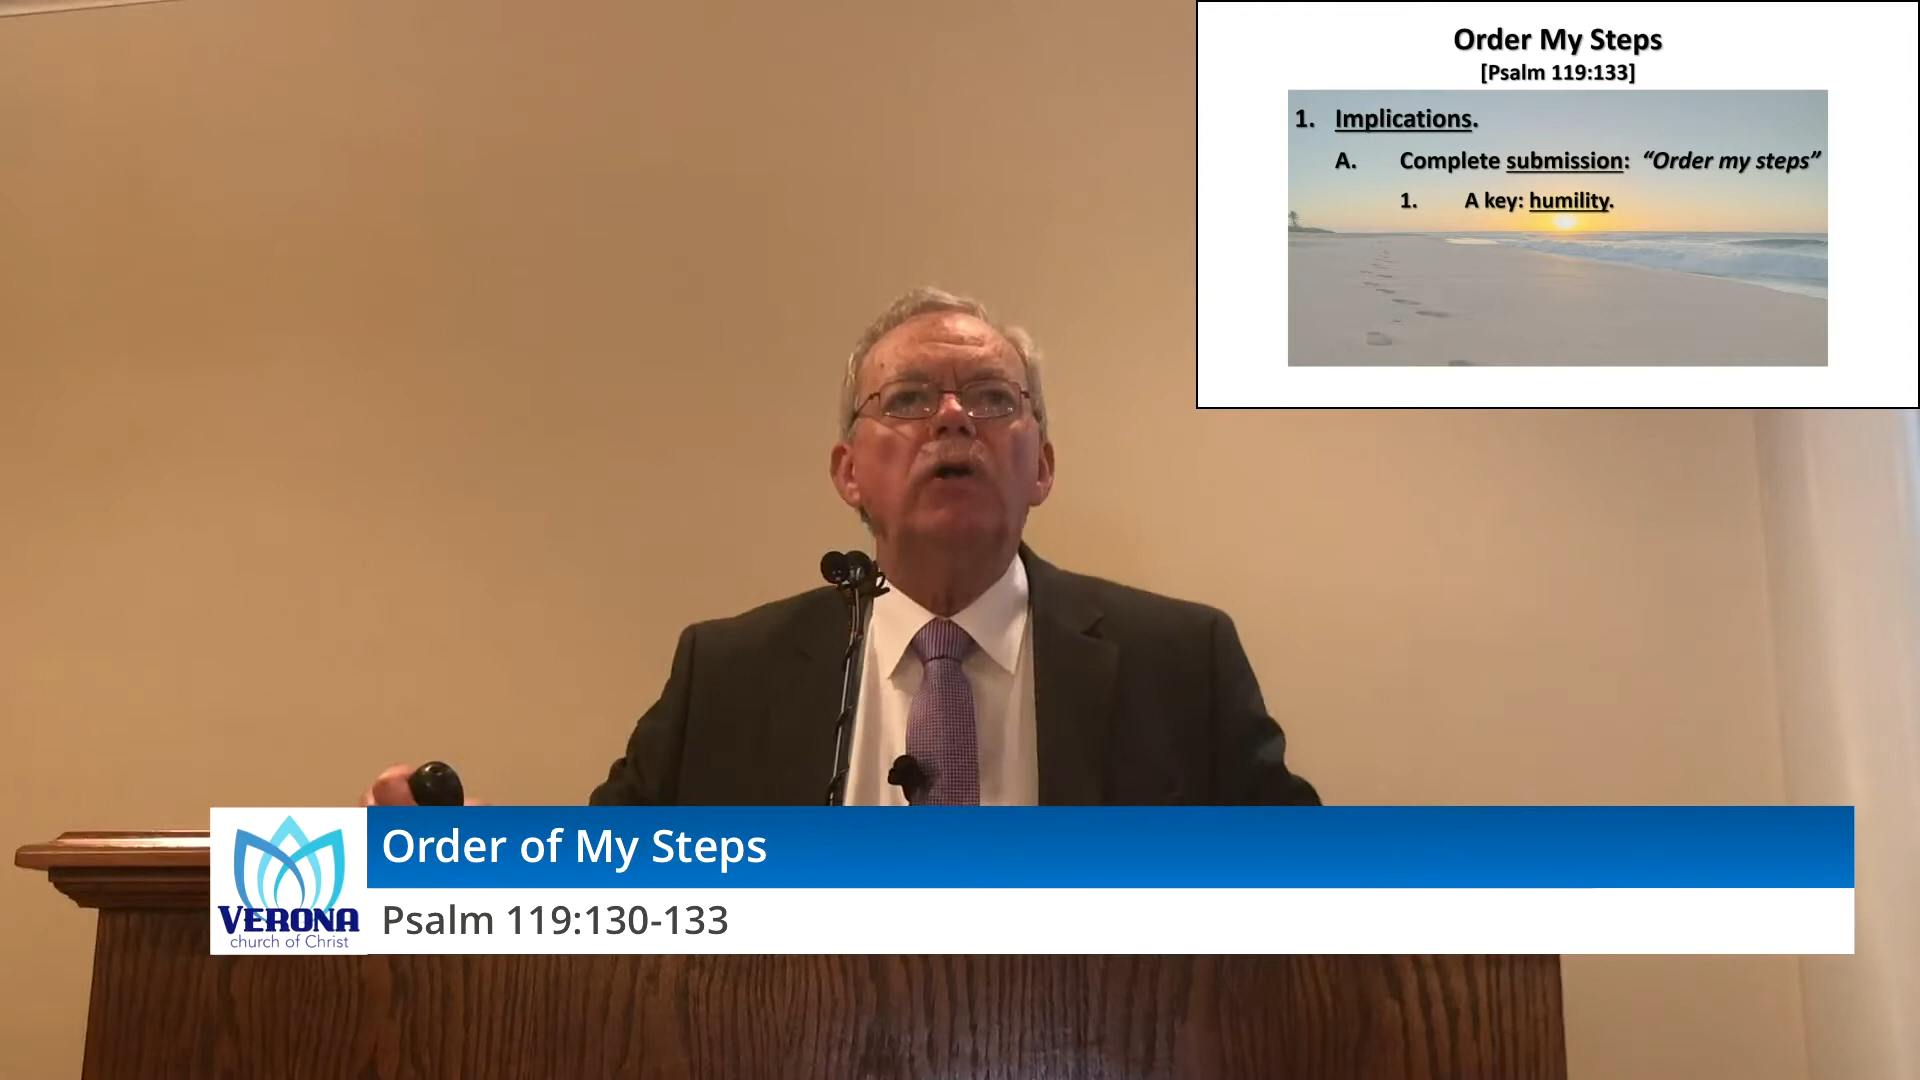 Order My Steps
[Psalm 119:133]
1. Implications.
A. Complete submission: “Order my steps”
1. A key: humility.
Order of My Steps
Psalm 119:130-133
VERONA
church of Christ